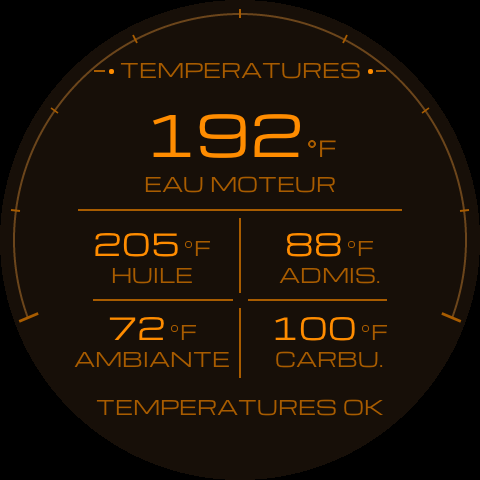 TEMPERATURES
192 °F
EAU MOTEUR
205 °F 88 °F
HUILE ADMIS.
72 °F 100 °F
AMBIANTE CARBU.
TEMPERATURES OK